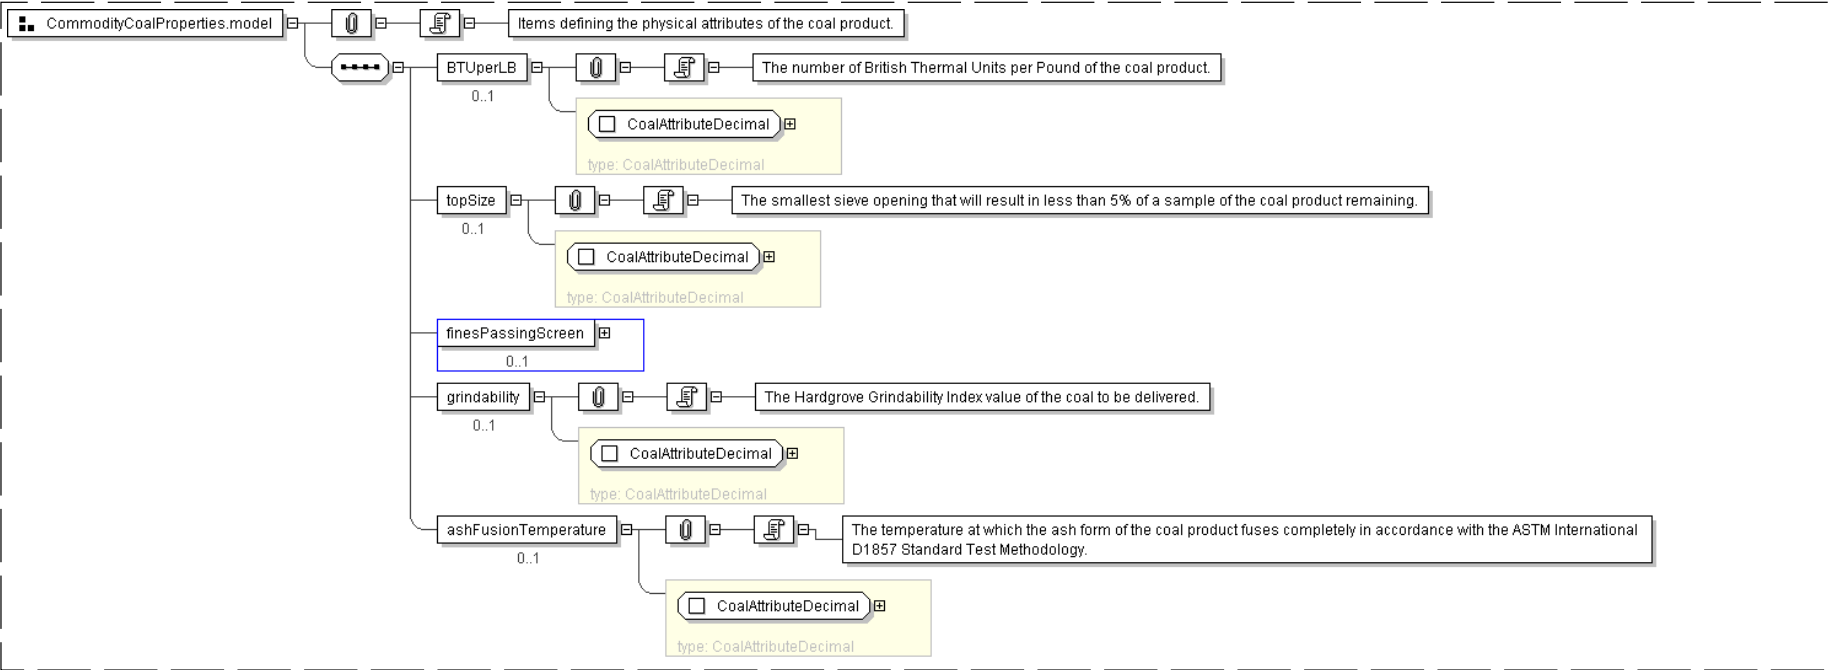 CommodityCoalProperties.model
Items defining the physical attributes of the coal product.
BTUperLB
The number of British Thermal Units per Pound of the coal product.
0..1
CoalAttributeDecimal
type: CoalAttributeDecimal
topSize
The smallest sieve opening that will result in less than 5% of a sample of the coal product remaining.
0..1
CoalAttributeDecimal
type: CoalAttributeDecimal
finesPassingScreen
0..1
grindability
The Hardgrove Grindability Index value of the coal to be delivered.
0..1
CoalAttributeDecimal
type: CoalAttributeDecimal
ashFusionTemperature
The temperature at which the ash form of the coal product fuses completely in accordance with the ASTM International
D1857 Standard Test Methodology.
0..1
CoalAttributeDecimal
type: CoalAttributeDecimal